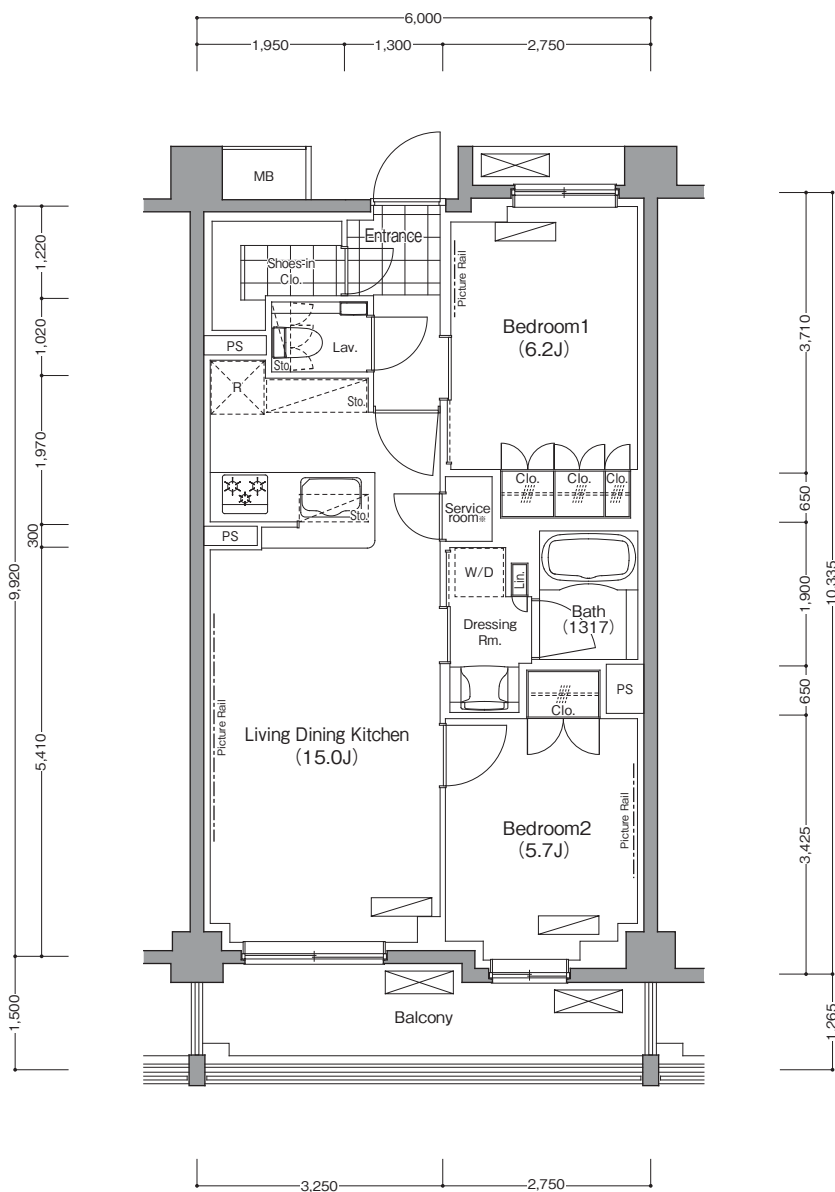 6,000
1,950
1,300
2,750
MB
Entrance
Shoes-in
Clo.
Picture Rail
1,220
1,020
1,970
300
9,920
5,410
1,500
PS
Sto.
Lav.
R
Sto.
Bedroom1
(6.2J)
3,710
650
1,900
10,335
650
3,425
1,265
Clo.
Clo.
Clo.
Sto.
PS
Service
room※
W/D
Lin.
Bath
(1317)
Dressing
Rm.
PS
Clo.
Picture Rail
Living Dining Kitchen
(15.0J)
Bedroom2
(5.7J)
Picture Rail
Balcony
3,250
2,750